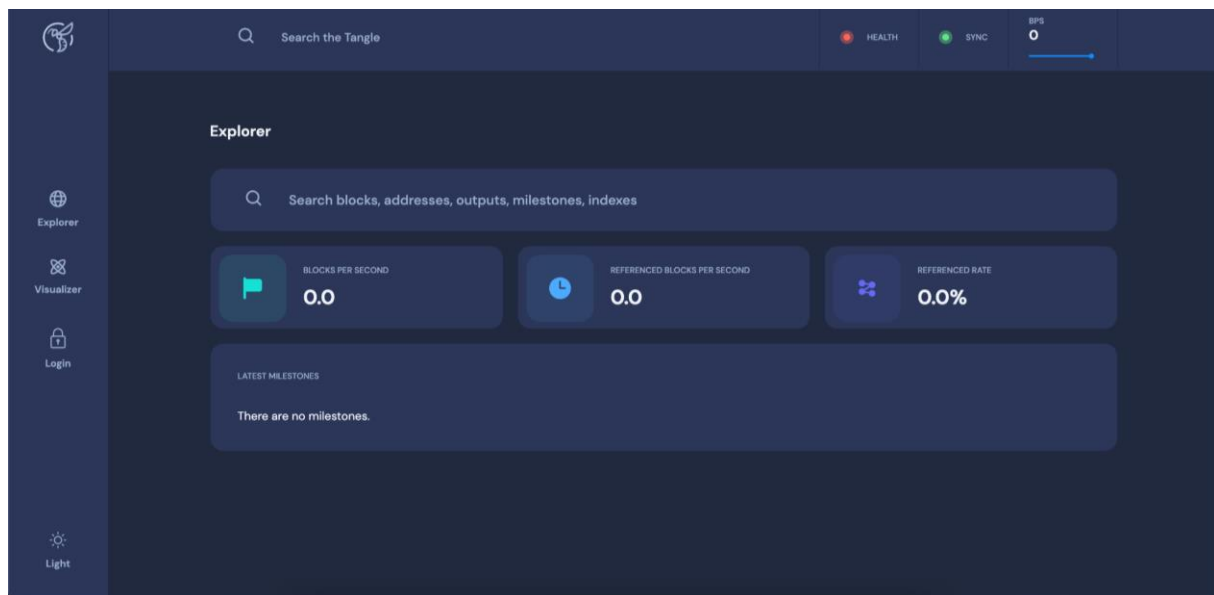 Search the Tangle
HEALTH
SYNC
BPS
0
Explorer
Search blocks, addresses, outputs, milestones, indexes
Explorer
Visualizer
Login
Light
BLOCKS PER SECOND
0.0
REFERENCED BLOCKS PER SECOND
0.0
REFERENCED RATE
0.0%
LATEST MILESTONES
There are no milestones.